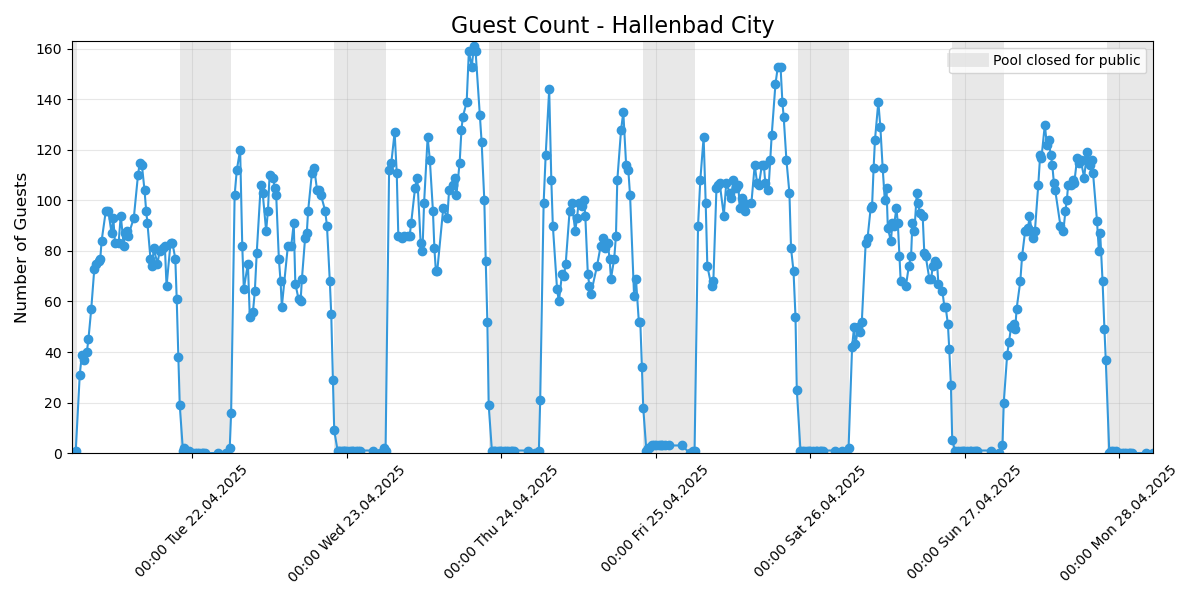 Guest Count - Hallenbad City
Pool closed for public
Number of Guests
160
140
120
100
80
60
40
20
0
00:00 Tue 22.04.2025
00:00 Wed 23.04.2025
00:00 Thu 24.04.2025
00:00 Fri 25.04.2025
00:00 Sat 26.04.2025
00:00 Sun 27.04.2025
00:00 Mon 28.04.2025